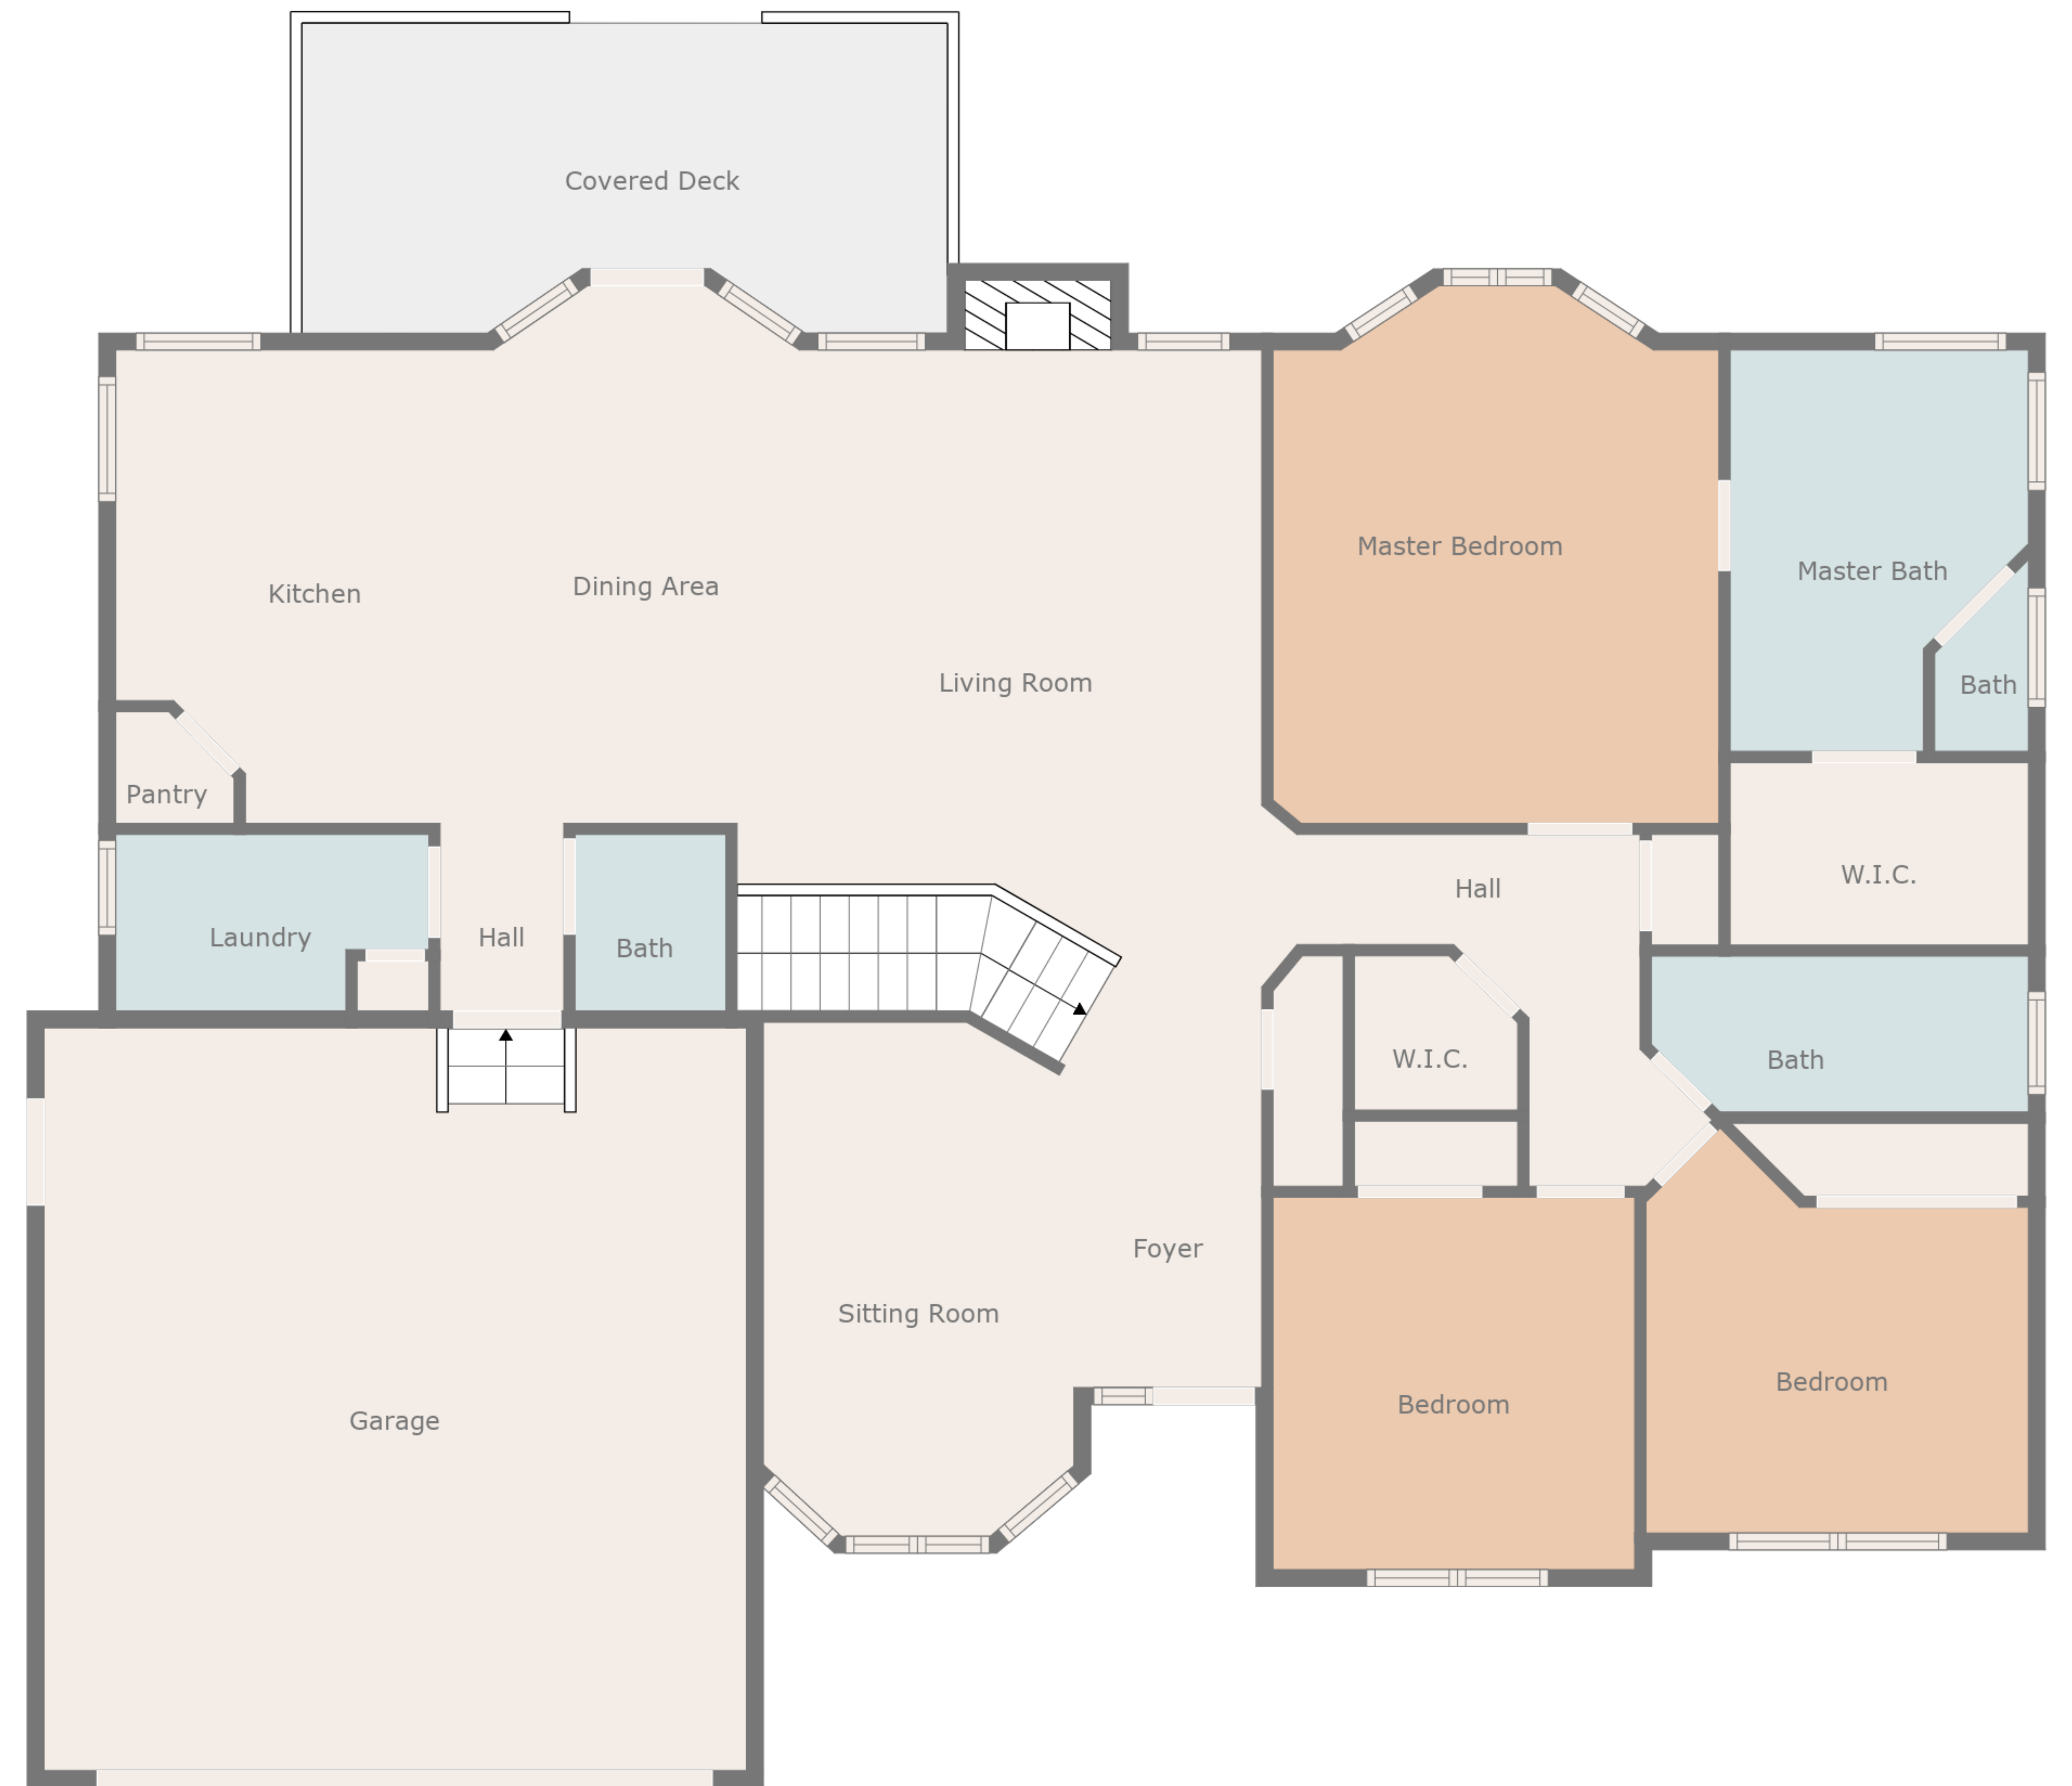 Covered Deck
Kitchen
Dining Area
Living Room
Master Bedroom
Master Bath
Bath
Pantry
Laundry
Hall
Bath
Hall
W.I.C.
W.I.C.
Bath
Foyer
Sitting Room
Garage
Bedroom
Bedroom